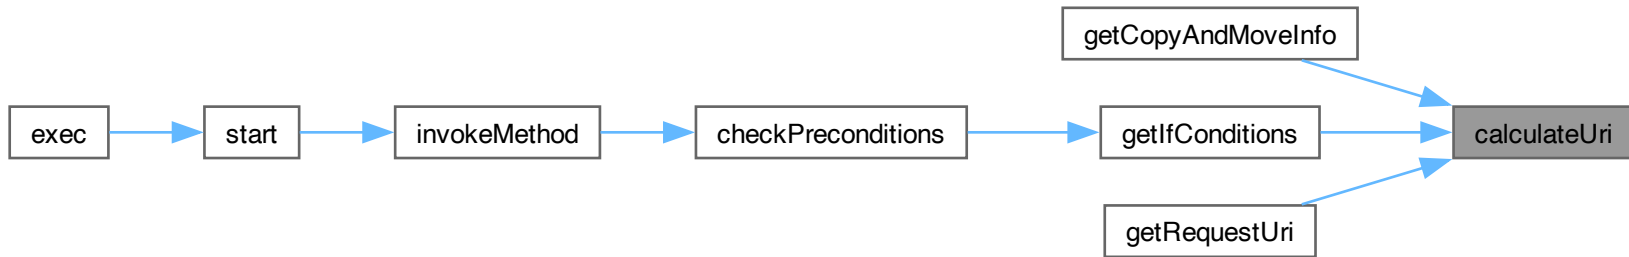 getCopyAndMoveInfo
exec
start
invokeMethod
checkPreconditions
getIfConditions
calculateUri
getRequestUri